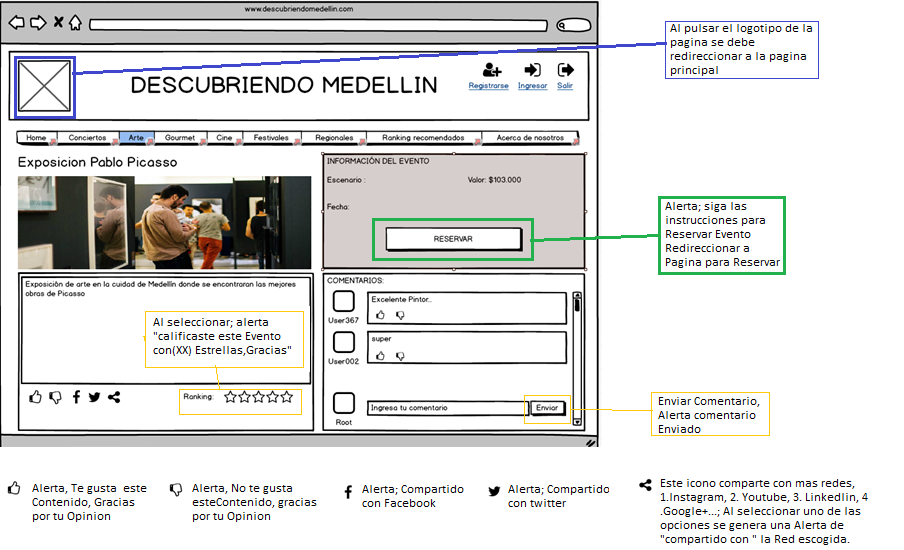 www.descubriendomedellin.com
Al pulsar el logotipo de la
pagina se debe
redireccionar a la pagina
principal
DESCUBRIENDO MEDELLIN
Registrarse Ingresar Salir
Home Conciertos Arte Gourmet Cine Festivales Regionales Ranking recomendados Acerca de nosotros
Exposicion Pablo Picasso
INFORMACIÓN DEL EVENTO
Escenario : Valor: $103.000
Fecha:
RESERVAR
Alerta; siga las
instrucciones para
Reservar Evento
Redireccionar a
Pagina para Reservar
Exposición de arte en la cuidad de Medellín donde se encontraran las mejores
obras de Picasso
Al seleccionar; alerta
"calificaste este Evento
con(XX) Estrellas,Gracias"
Ranking:
COMENTARIOS:
Excelente Pintor...
User367
super
User002
Ingresa tu comentario Enviar
Root
Enviar Comentario,
Alerta comentario
Enviado
Alerta, Te gusta este
Contenido, Gracias
por tu Opinion
Alerta, No te gusta
esteContenido, gracias
por tu Opinion
Alerta; Compartido
con Facebook
Alerta; Compartido
con twitter
Este icono comparte con mas redes,
1.Instagram, 2. Youtube, 3. Linkedlin, 4
.Google+...; Al seleccionar uno de las
opciones se genera una Alerta de
"compartido con " la Red escogida.